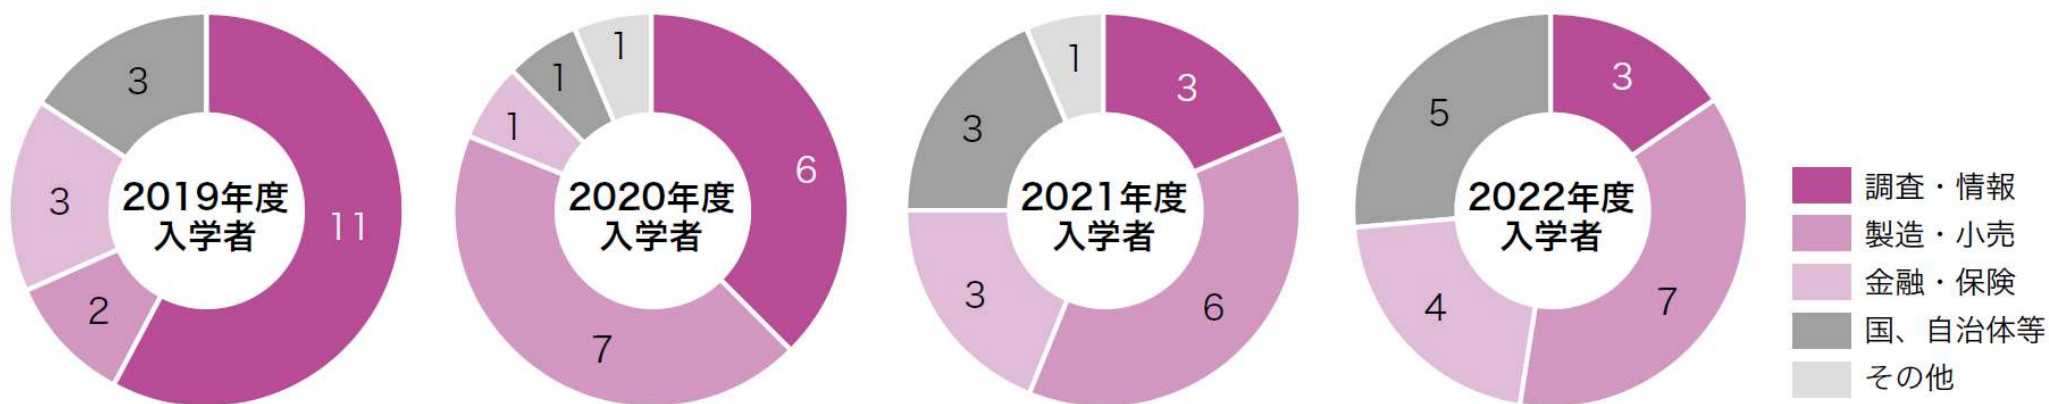 3
3
2
11
2019年度
入学者
1
1
1
6
7
2020年度
入学者
1
3
3
3
6
2021年度
入学者
5
3
4
7
2022年度
入学者
調査・情報
製造・小売
金融・保険
国、自治体等
その他